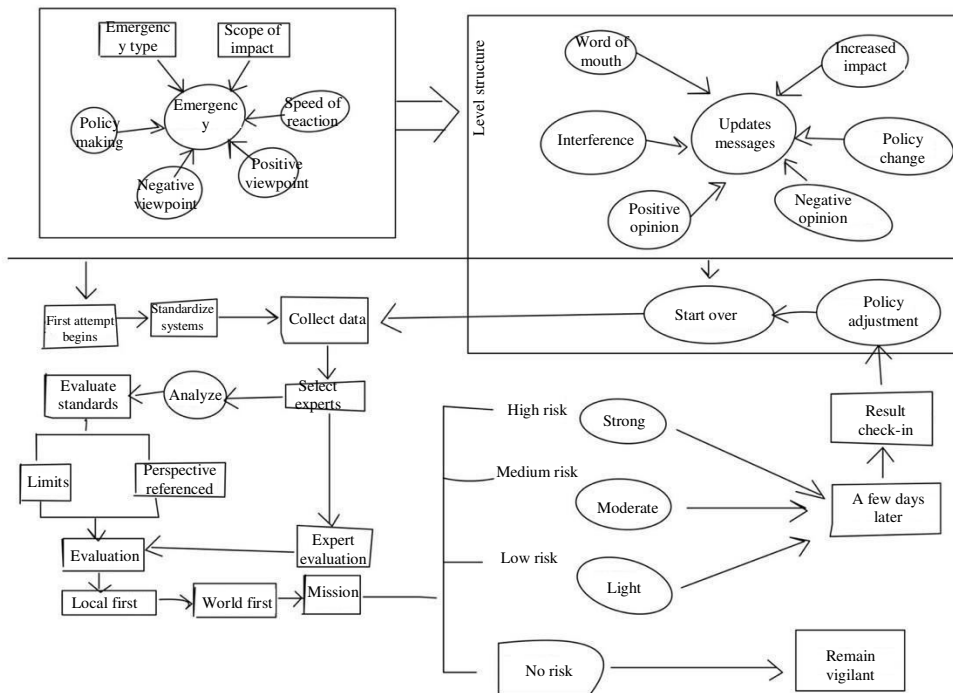 Emergenc
y type
Scope of
impact
Policy
making
Emergenc
y
Speed of
reaction
Negative
viewpoint
Positive
viewpoint
Level structure
Word of
mouth
Increased
impact
Interference
Updates
messages
Policy
change
Positive
opinion
Negative
opinion
First attempt
begins
Standardize
systems
Collect data
Start over
Policy
adjustment
Evaluate
standards
Analyze
Select
experts
Limits
Perspective
referenced
Evaluation
Expert
evaluation
Local first
World first
Mission
High risk
Strong
Medium risk
Moderate
Low risk
Light
No risk
Result
check-in
A few days
later
Remain
vigilant